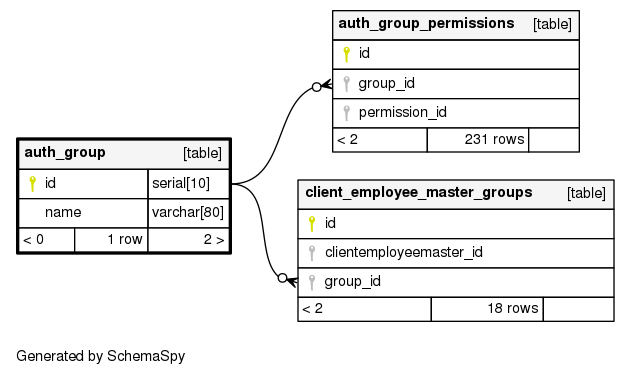 auth_group_permissions [table]
id
group_id
permission_id
< 2 231 rows
auth_group [table]
id serial[10]
name varchar[80]
< 0 1 row 2 >
client_employee_master_groups [table]
id
clientemployeemaster_id
group_id
< 2 18 rows
Generated by SchemaSpy